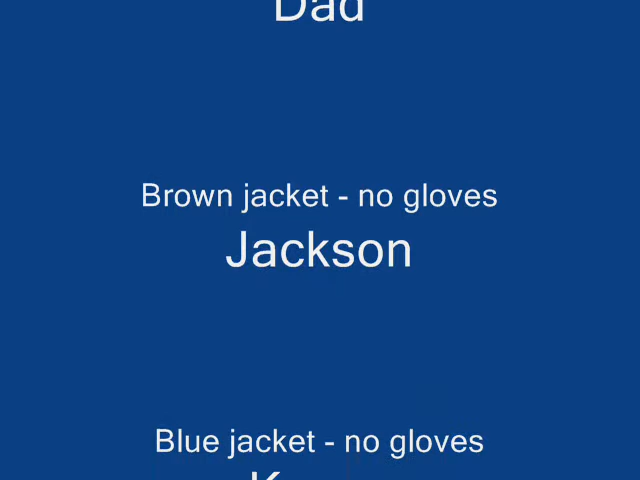 Dad
Brown jacket - no gloves
Jackson
Blue jacket - no gloves